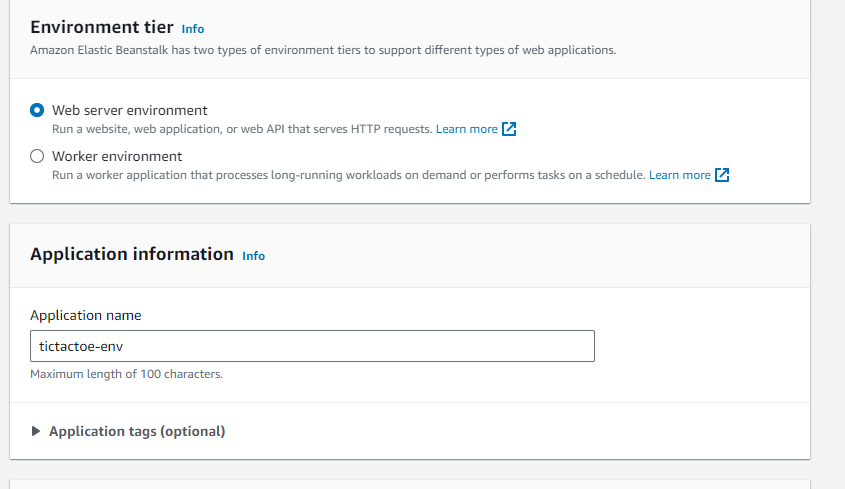 Environment tier Info
Amazon Elastic Beanstalk has two types of environment tiers to support different types of web applications.
Web server environment
Run a website, web application, or web API that serves HTTP requests. Learn more
Worker environment
Run a worker application that processes long-running workloads on demand or performs tasks on a schedule. Learn more
Application information Info
Application name
tictactoe-env
Maximum length of 100 characters.
Application tags (optional)